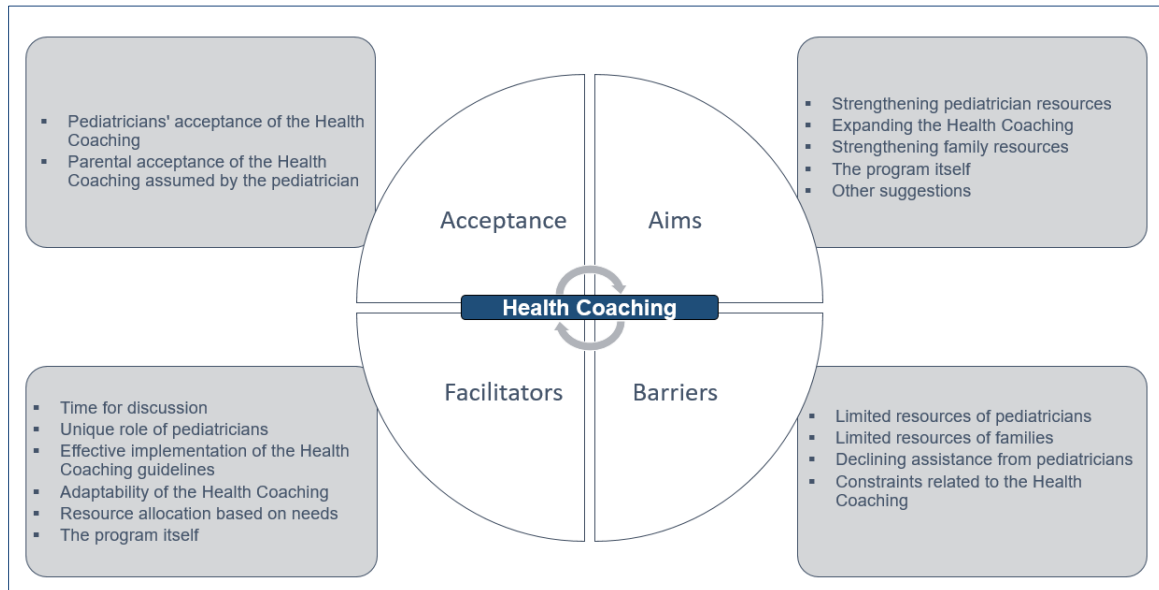 ▪ Pediatricians' acceptance of the Health
Coaching
▪ Parental acceptance of the Health
Coaching assumed by the pediatrician
▪ Strengthening pediatrician resources
▪ Expanding the Health Coaching
▪ Strengthening family resources
▪ The program itself
▪ Other suggestions
Acceptance
Aims
Health Coaching
Facilitators
Barriers
▪ Time for discussion
▪ Unique role of pediatricians
▪ Effective implementation of the Health
Coaching guidelines
▪ Adaptability of the Health Coaching
▪ Resource allocation based on needs
▪ The program itself
▪ Limited resources of pediatricians
▪ Limited resources of families
▪ Declining assistance from pediatricians
▪ Constraints related to the Health
Coaching